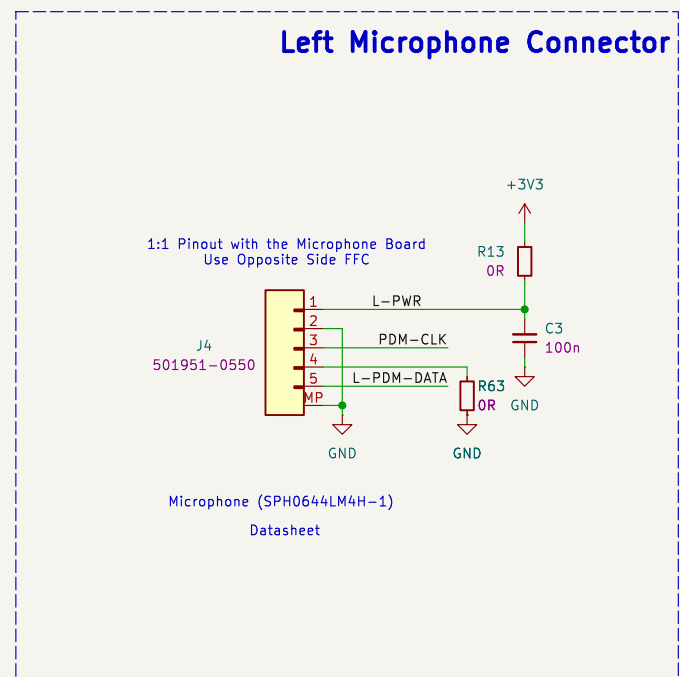 Left Microphone Connector
+3V3
1:1 Pinout with the Microphone Board
Use Opposite Side FFC
R13
0R
1
L-PWR
2
3
PDM-CLK
4
5
L-PDM-DATA
MP
J4
501951-0550
C3
100n
R63
0R
GND
GND
GND
Microphone (SPH0644LM4H-1)
Datasheet